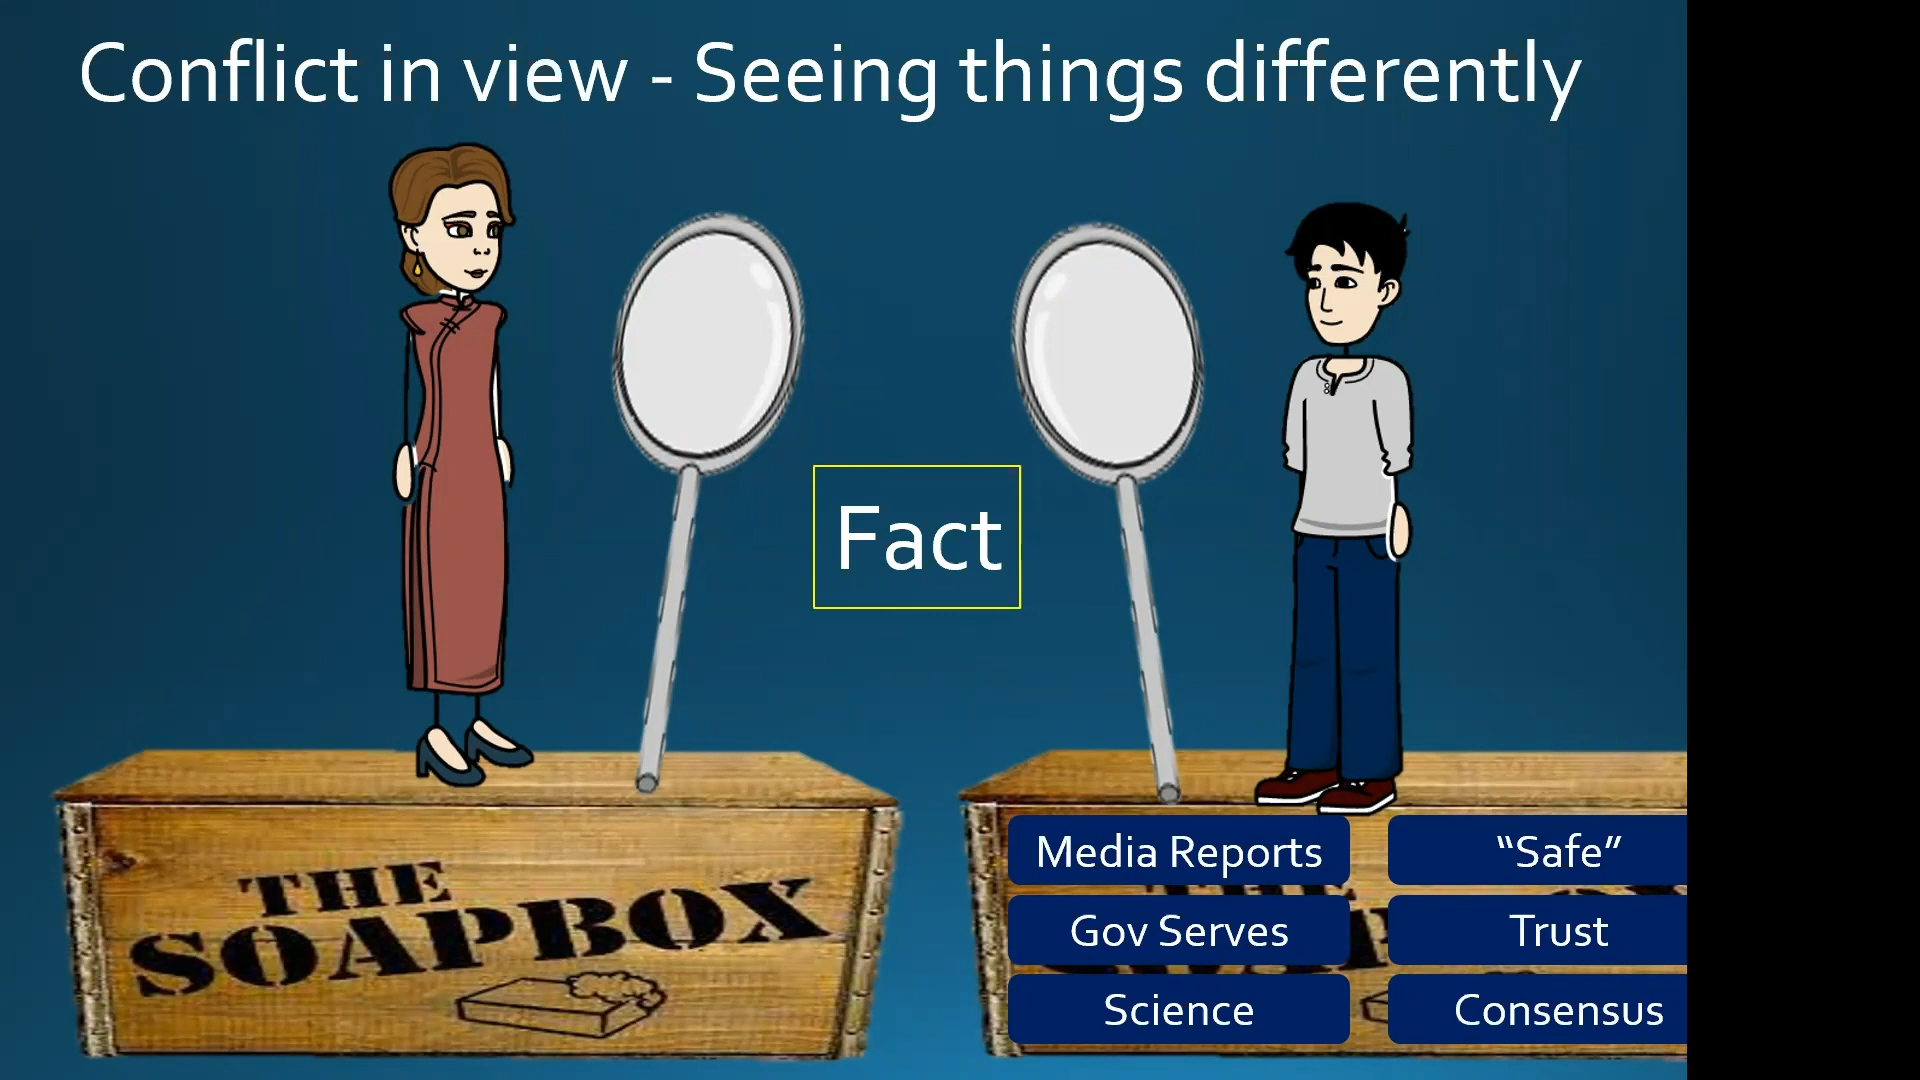 Conflict in view - Seeing things differently
Fact
THE
SOAPBOX
Media Reports
“Safe”
Gov Serves
Trust
Science
Consensus